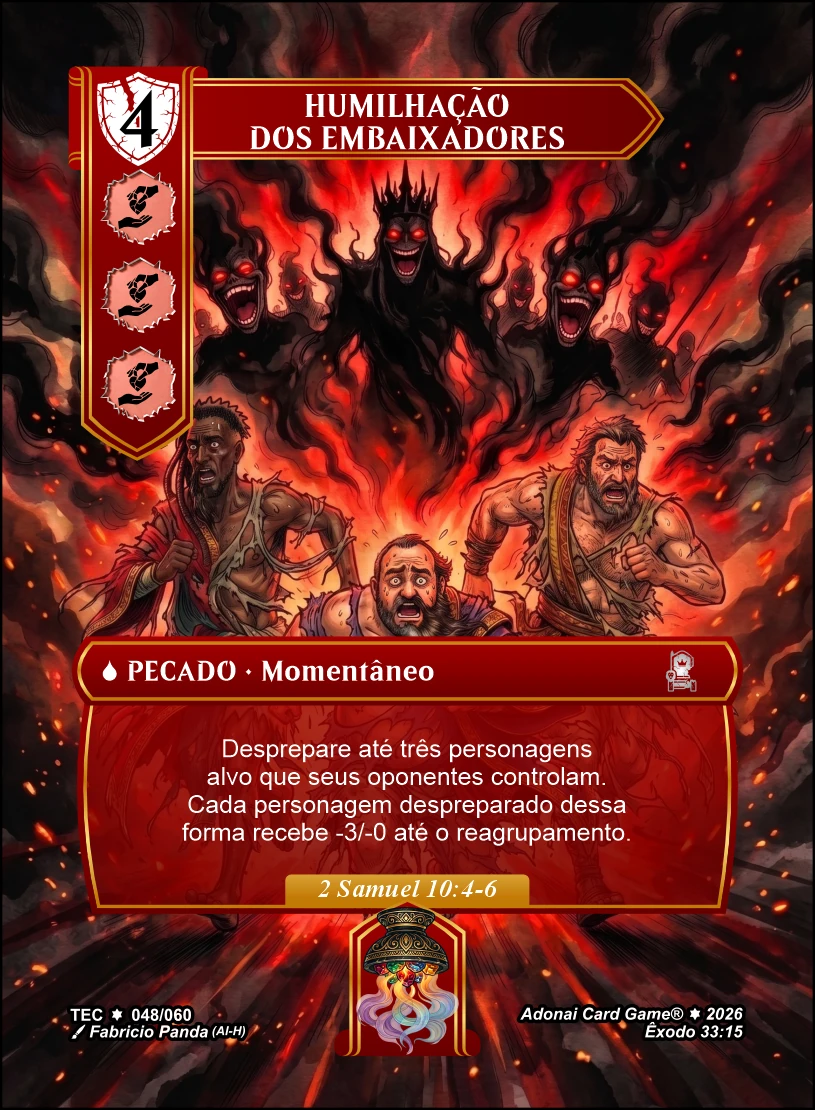 4
HUMILHAÇÃO
DOS EMBAIXADORES
PECADO · Momentâneo
Desprepare até três personagens
alvo que seus oponentes controlam.
Cada personagem despreparado dessa
forma recebe -3/-0 até o reagrupamento.
2 Samuel 10:4-6
TEC ✶ 048/060
Fabricio Panda (AI-H)
Adonai Card Game® ✶ 2026
Êxodo 33:15